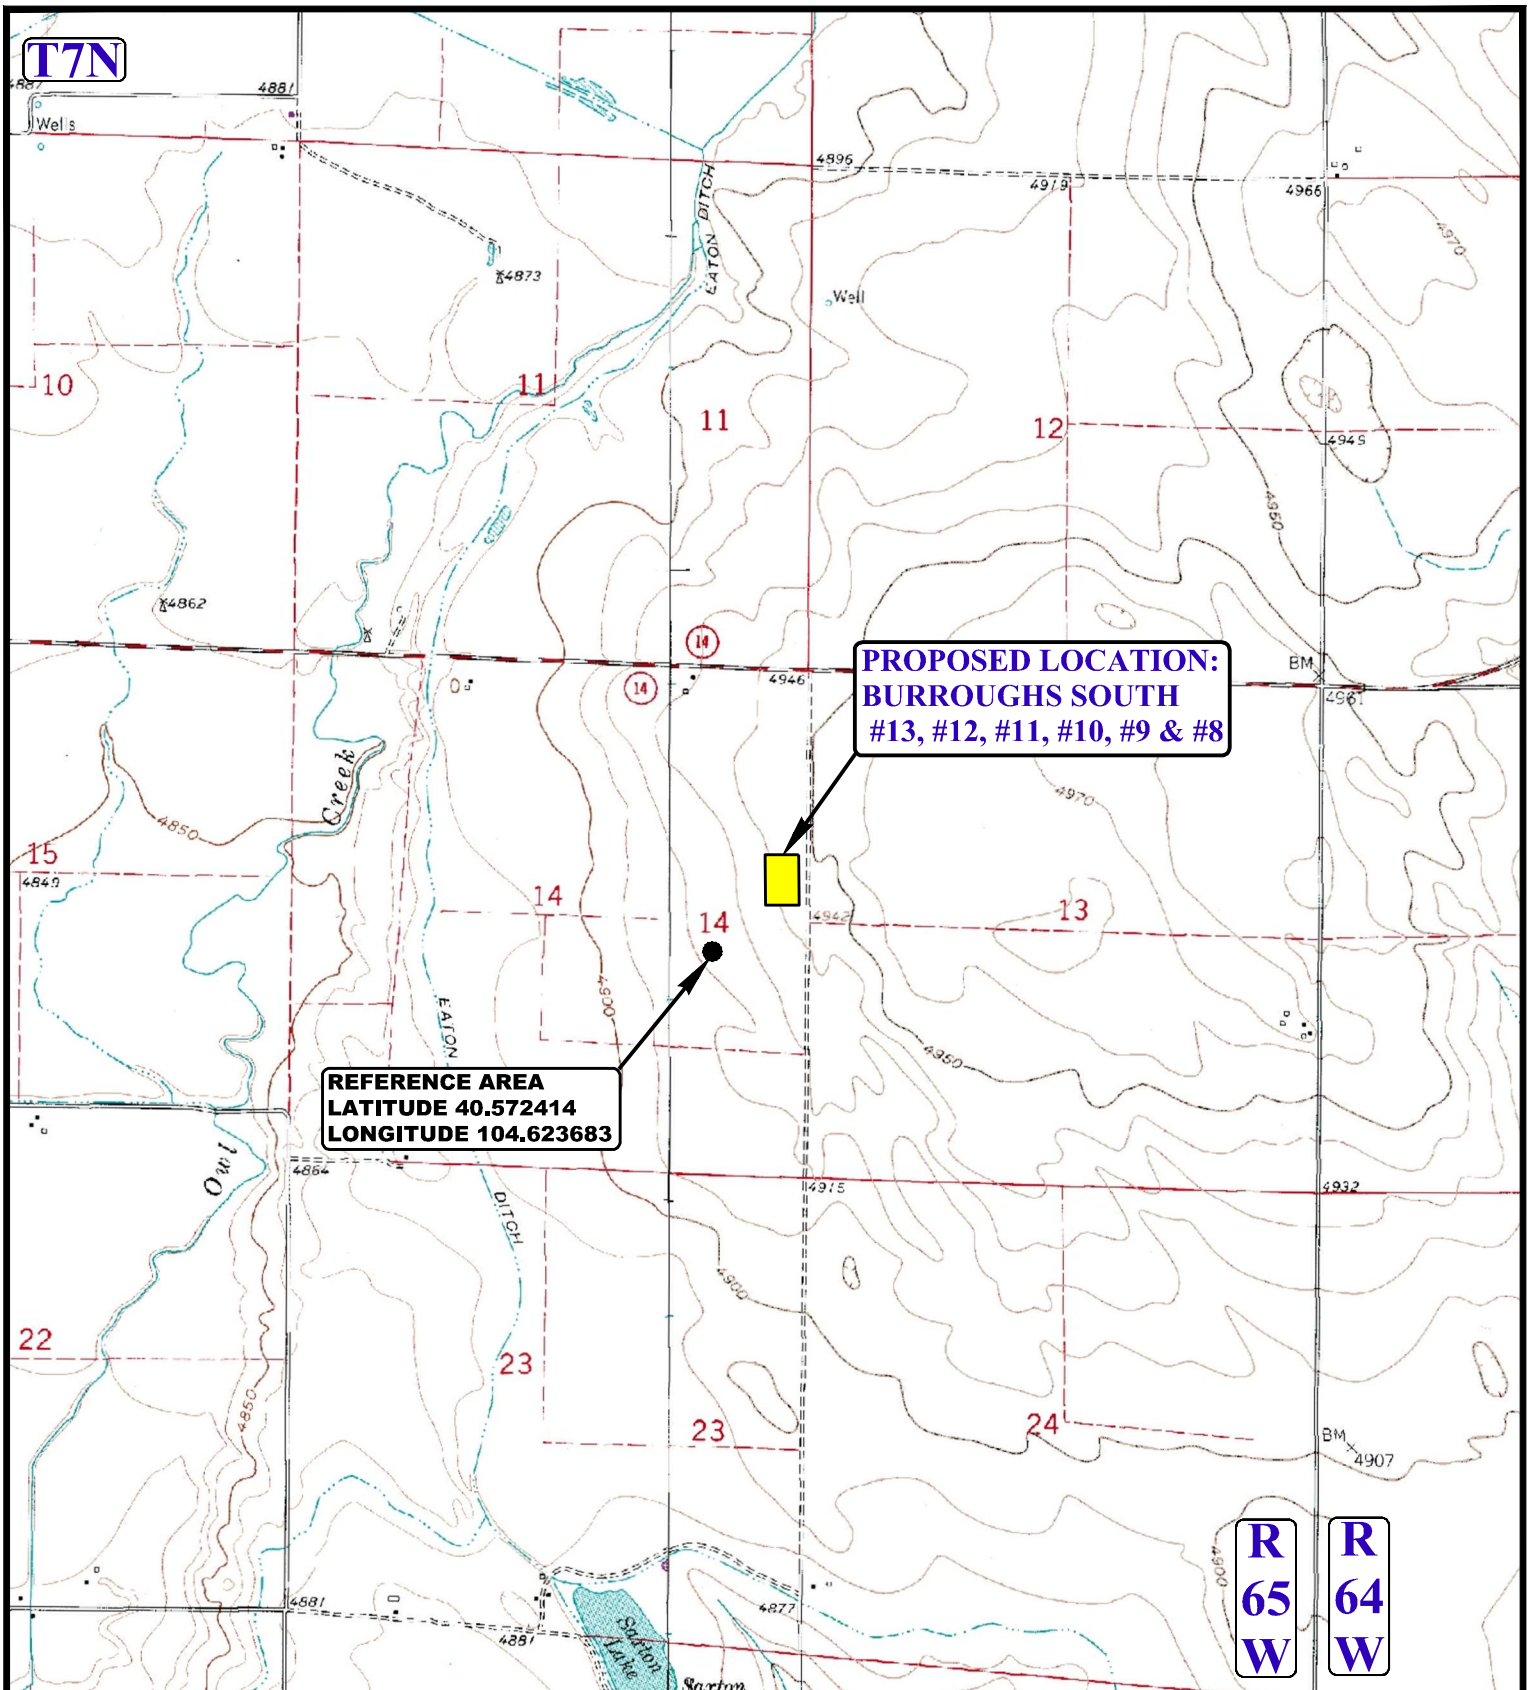 T7N
4887
4881
Wells
4896
4919
4966
EATON DITCH
4970
4873
Well
10
11
11
12
4949
4950
4862
14
14
4946
PROPOSED LOCATION:
BURROUGHS SOUTH
#13, #12, #11, #10, #9 & #8
BM
4961
Creek
4850
4970
15
4849
14
14
4942
13
4900
EATON
4950
REFERENCE AREA
LATITUDE 40.572414
LONGITUDE 104.623683
Owl
4864
4915
4932
DITCH
4900
22
23
23
24
4850
BM
4907
R
65
W
R
64
W
4900
4881
4877
4881
Saxton
Lake
Saxton